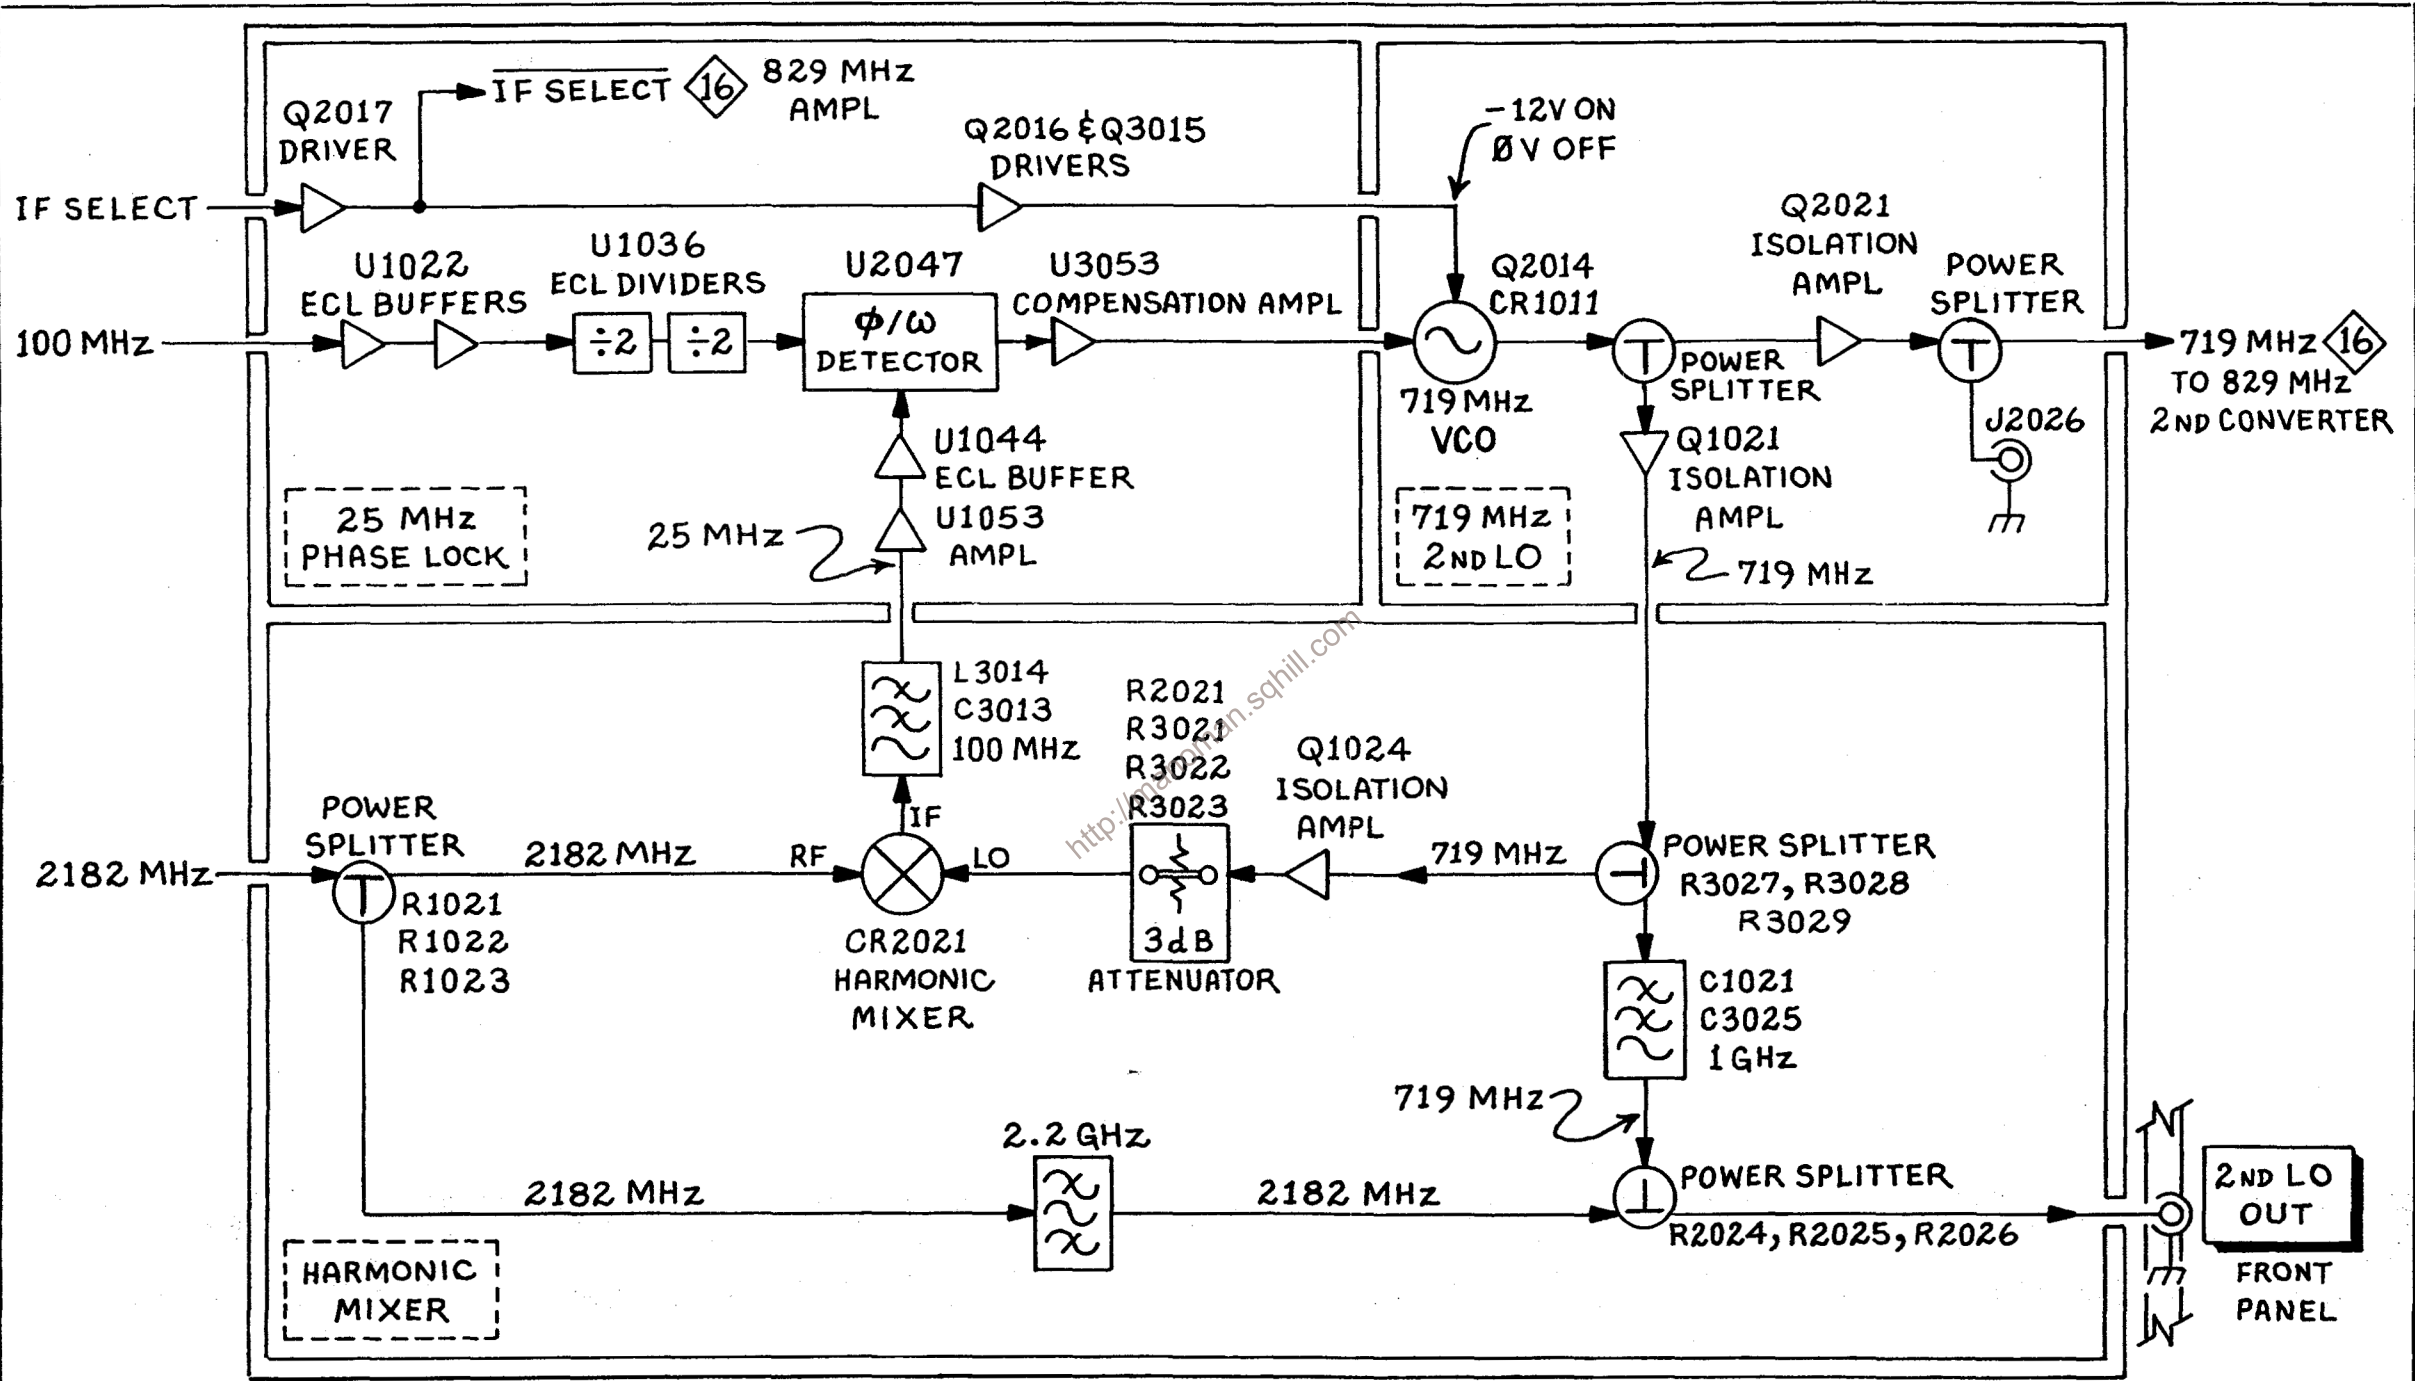 IF SELECT
Q2017
DRIVER
IF SELECT
16
829 MHz
AMPL
Q2016 & Q3015
DRIVERS
-12V ON
0V OFF
100 MHz
U1022
ECL BUFFERS
U1036
ECL DIVIDERS
÷2
÷2
U2047
φ/ω
DETECTOR
U3053
COMPENSATION AMPL
Q2014
CR1011
719 MHz
VCO
POWER
SPLITTER
Q2021
ISOLATION
AMPL
POWER
SPLITTER
J2026
719 MHz
16
TO 829 MHz
2ND CONVERTER
U1044
ECL BUFFER
U1053
AMPL
25 MHz
25 MHz
PHASE LOCK
719 MHz
2ND LO
Q1021
ISOLATION
AMPL
719 MHz
L3014
C3013
100 MHz
R2021
R3021
R3022
R3023
Q1024
ISOLATION
AMPL
http://manoman.sqhill.com
2182 MHz
POWER
SPLITTER
R1021
R1022
R1023
2182 MHz
RF
IF
LO
CR2021
HARMONIC
MIXER
3dB
ATTENUATOR
719 MHz
POWER SPLITTER
R3027, R3028
R3029
C1021
C3025
1 GHz
719 MHz
2182 MHz
2.2 GHz
2182 MHz
POWER SPLITTER
R2024, R2025, R2026
2ND LO
OUT
FRONT
PANEL
HARMONIC
MIXER